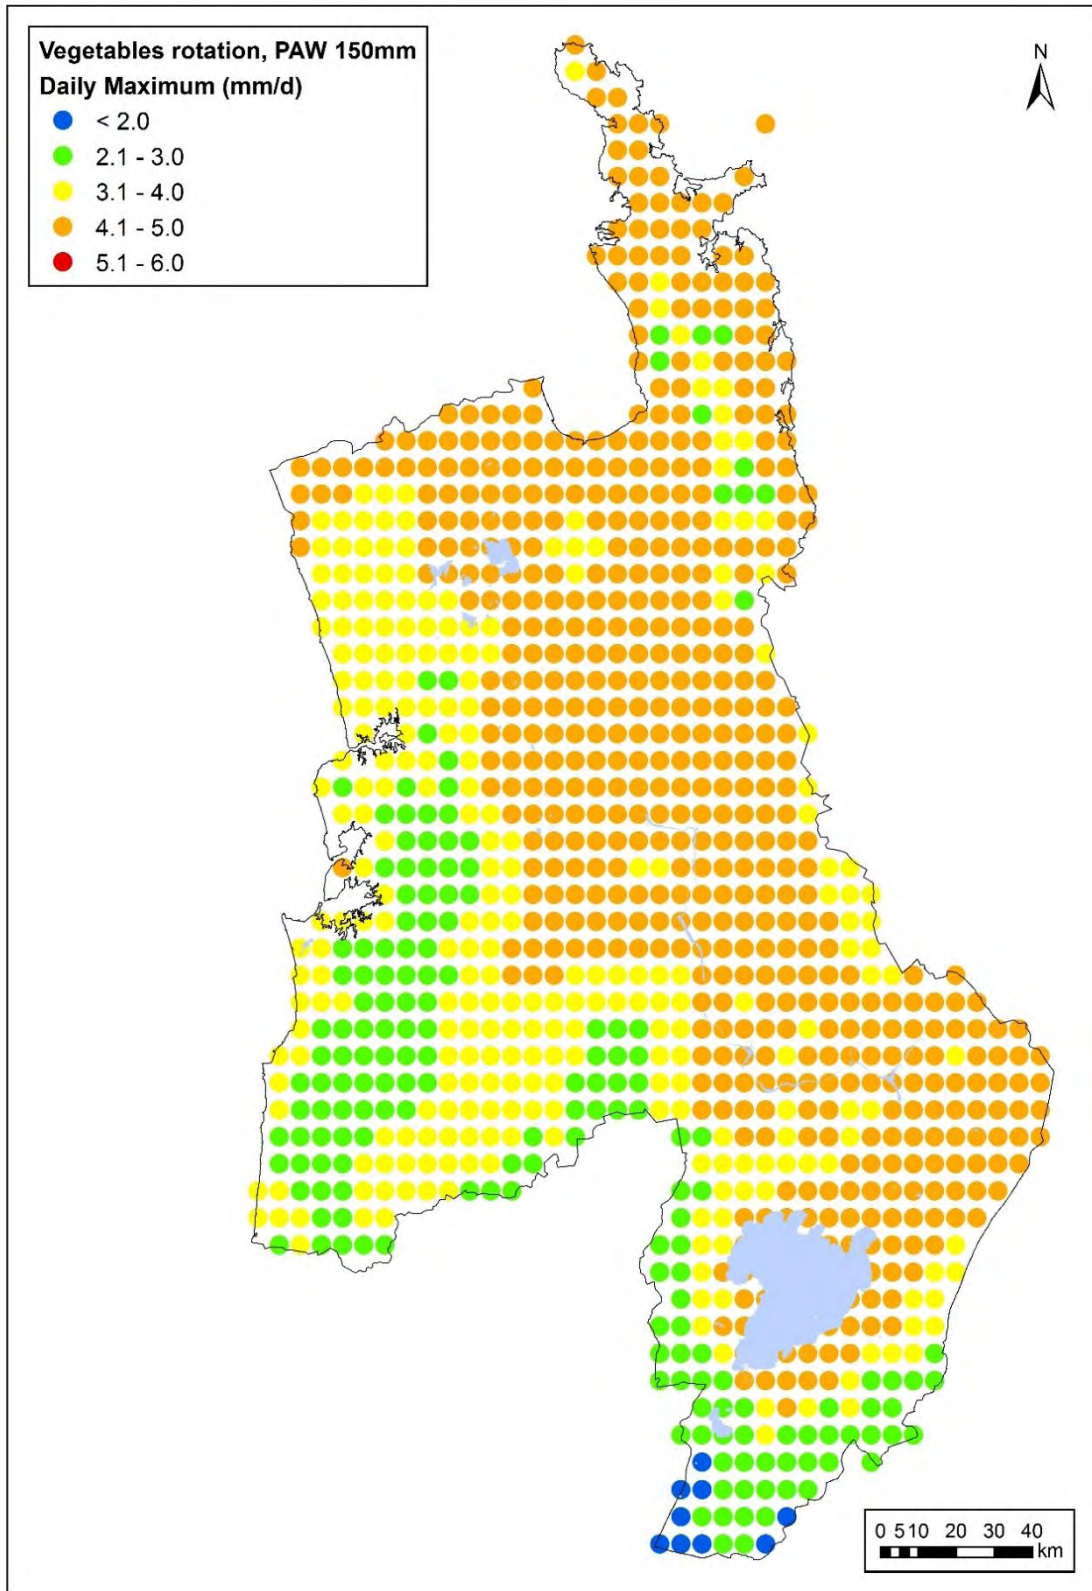 Vegetables rotation, PAW 150mm
Daily Maximum (mm/d)
< 2.0
2.1 - 3.0
3.1 - 4.0
4.1 - 5.0
5.1 - 6.0
N
0 5 10 20 30 40
km